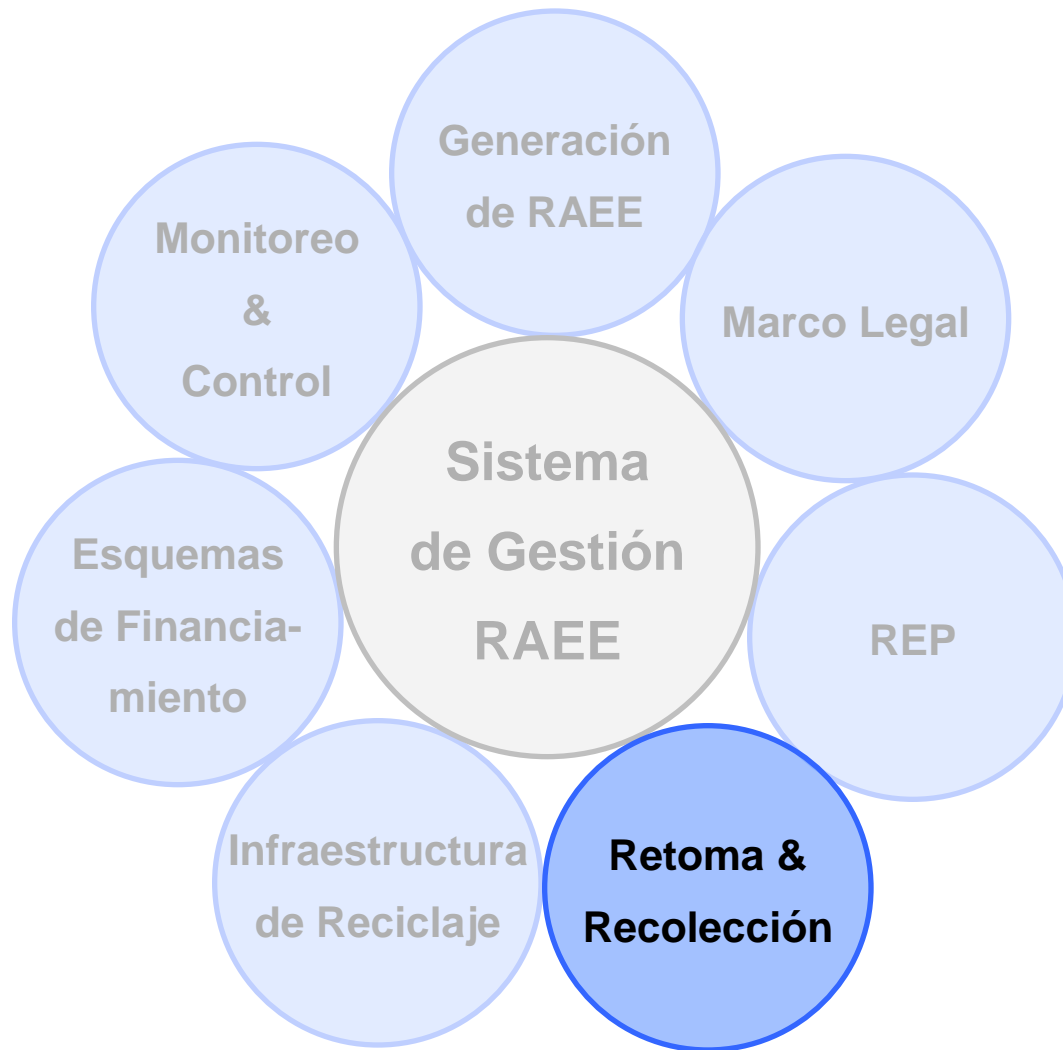 Generación
de RAEE
Monitoreo
&
Control
Marco Legal
Sistema
de Gestión
RAEE
Esquemas
de Financia-
miento
REP
Infraestructura
de Reciclaje
Retoma &
Recolección